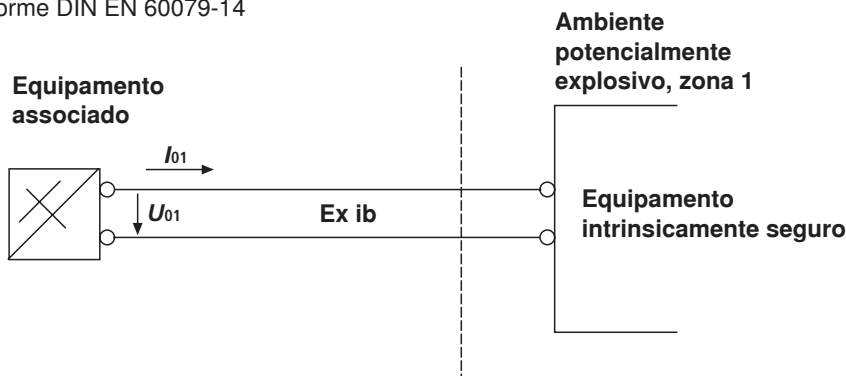 DIN EN 60079-14
Ambiente
potencialmente
explosivo, zona 1
Equipamento
associado
I01
U01
Ex ib
Equipamento
intrinsicamente seguro